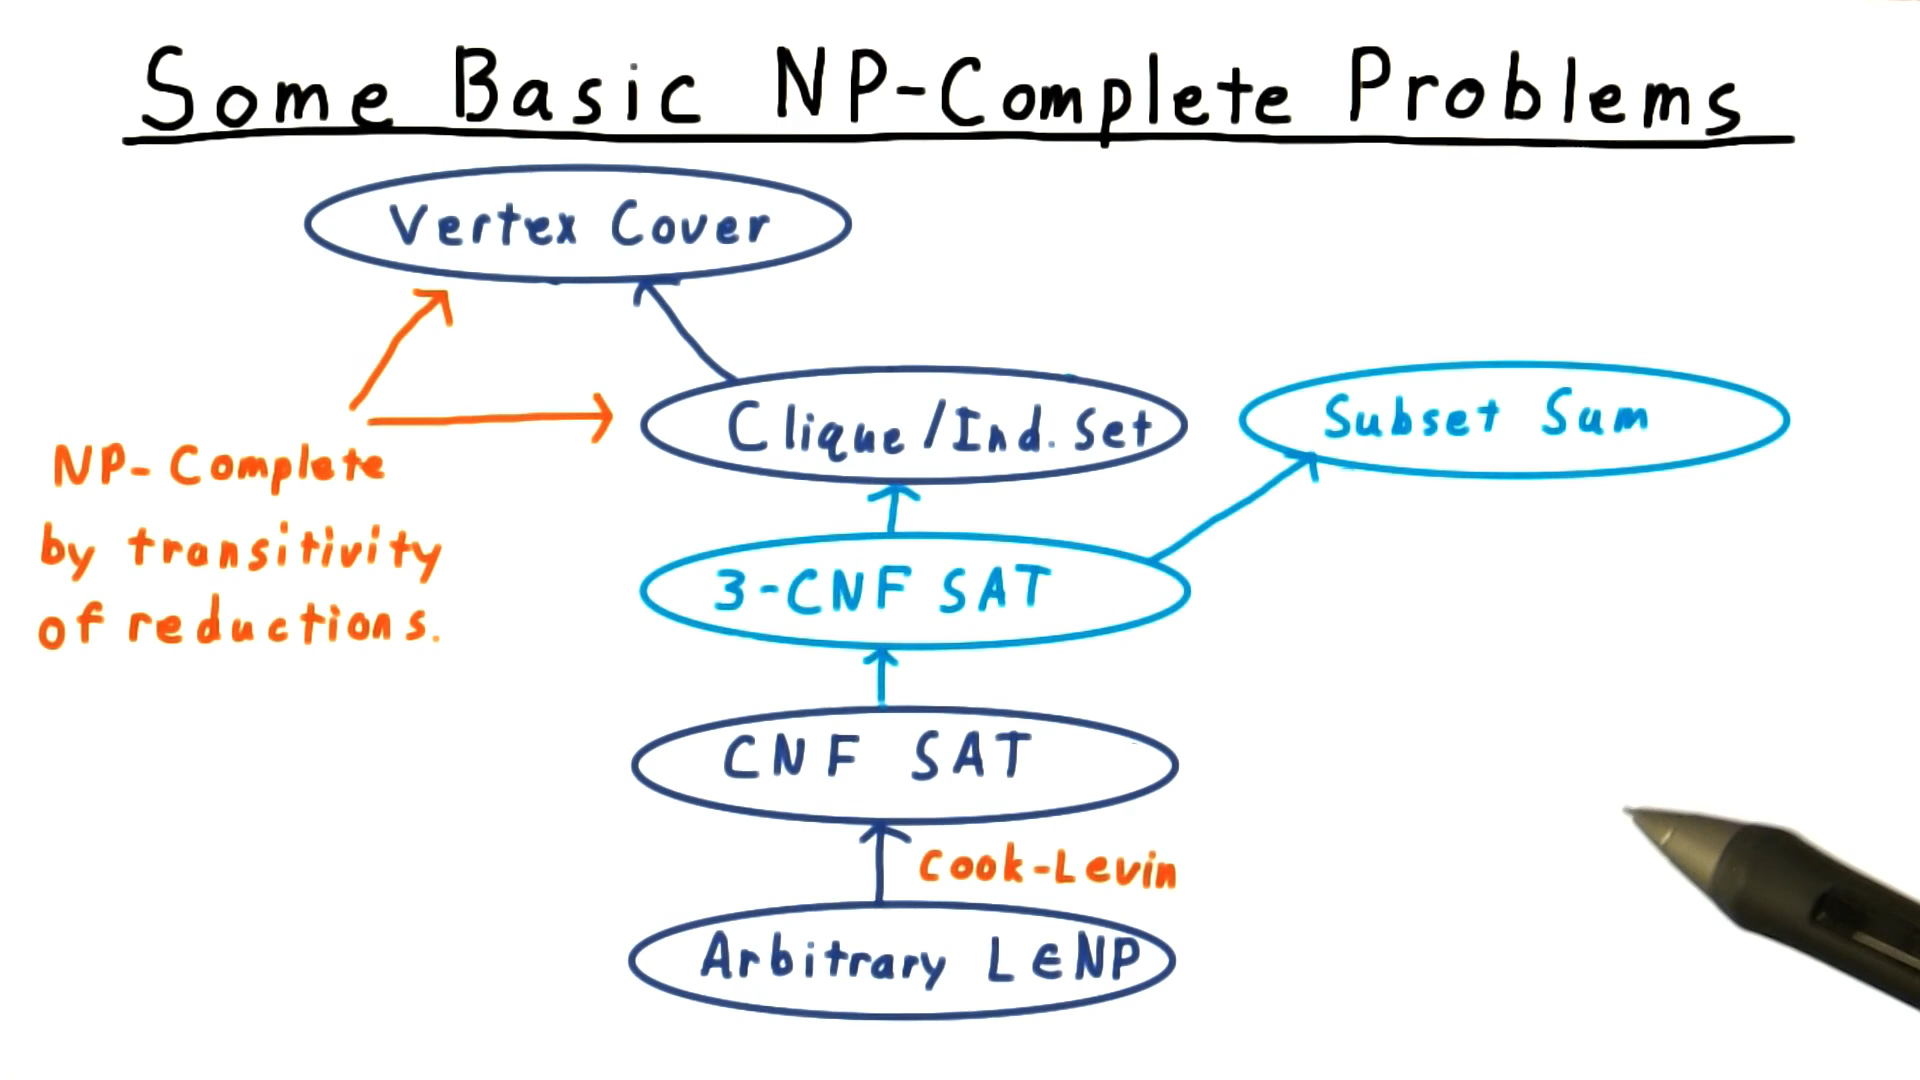 Some Basic NP-Complete Problems
Vertex Cover
Clique/Ind. Set
Subset Sum
NP-Complete
by transitivity
of reductions.
3-CNF SAT
CNF SAT
Cook-Levin
Arbitrary L∈NP